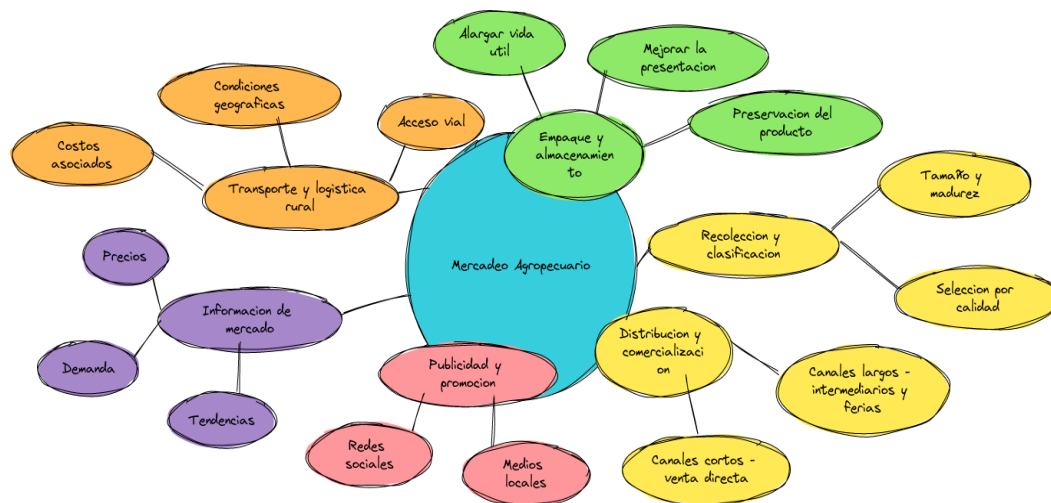 Alargar vida
util
Mejorar la
presentacion
Preservacion del
producto
Empaque y
almacenamien
to
Condiciones
geograficas
Acceso vial
Costos
asociados
Transporte y logistica
rural
Tamaño y
madurez
Recoleccion y
clasificacion
Seleccion por
calidad
Mercadeo Agropecuario
Precios
Informacion de
mercado
Demanda
Tendencias
Publicidad y
promocion
Redes
sociales
Medios
locales
Distribucion y
comercializaci
on
Canales largos -
intermediarios y
ferias
Canales cortos -
venta directa